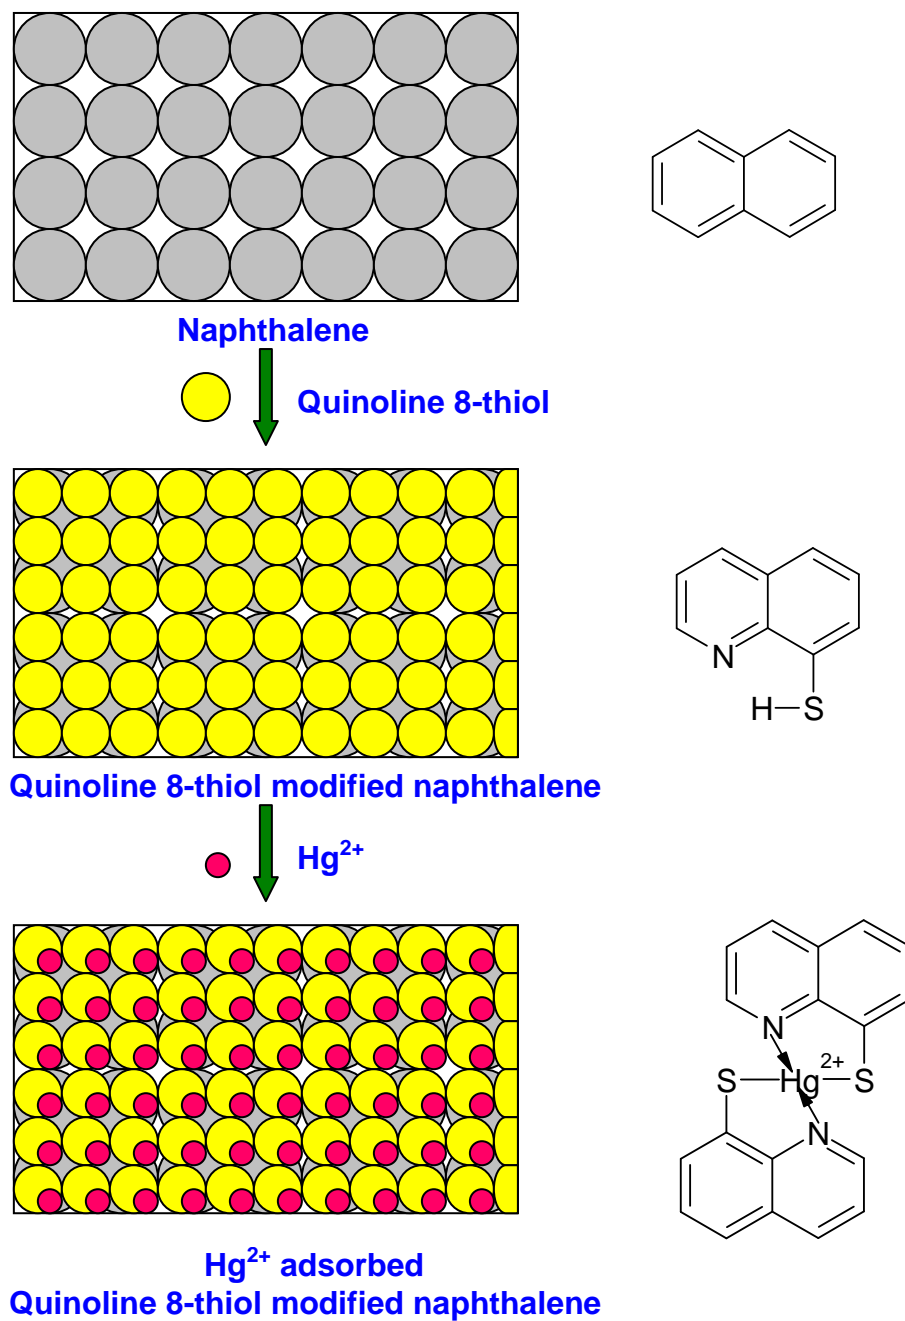 Naphthalene
Quinoline 8-thiol
N
H S
Quinoline 8-thiol modified naphthalene
Hg²⁺
N
S Hg²⁺ S
N
Hg²⁺ adsorbed
Quinoline 8-thiol modified naphthalene